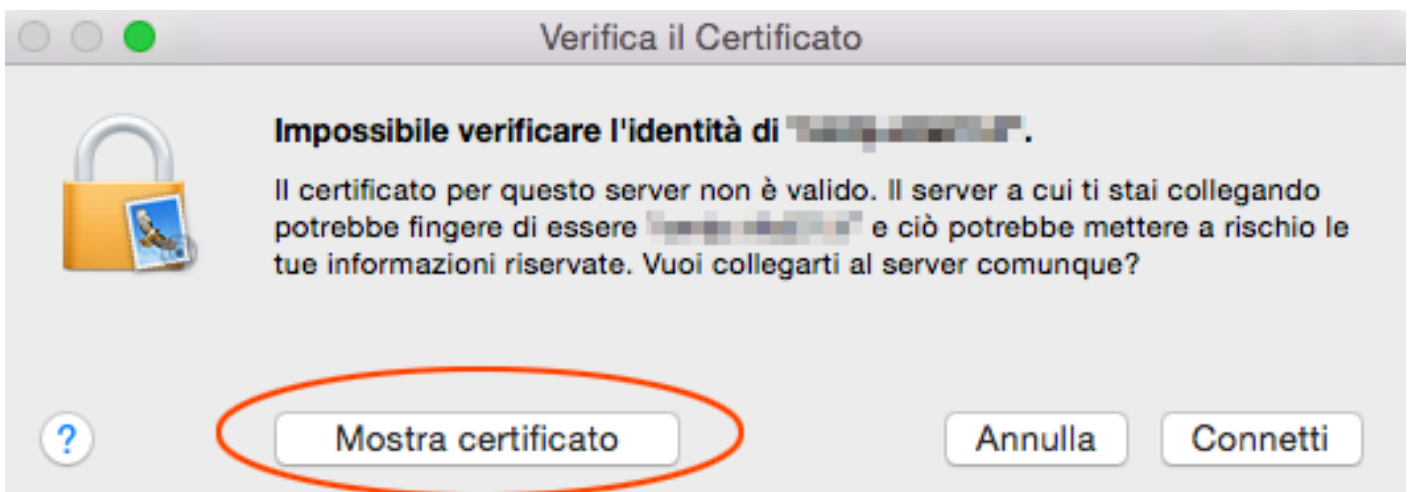 Verifica il Certificato
Impossibile verificare l'identità di " ".
Il certificato per questo server non è valido. Il server a cui ti stai collegando
potrebbe fingere di essere " " e ciò potrebbe mettere a rischio le
tue informazioni riservate. Vuoi collegarti al server comunque?
? Mostra certificato Annulla Connetti